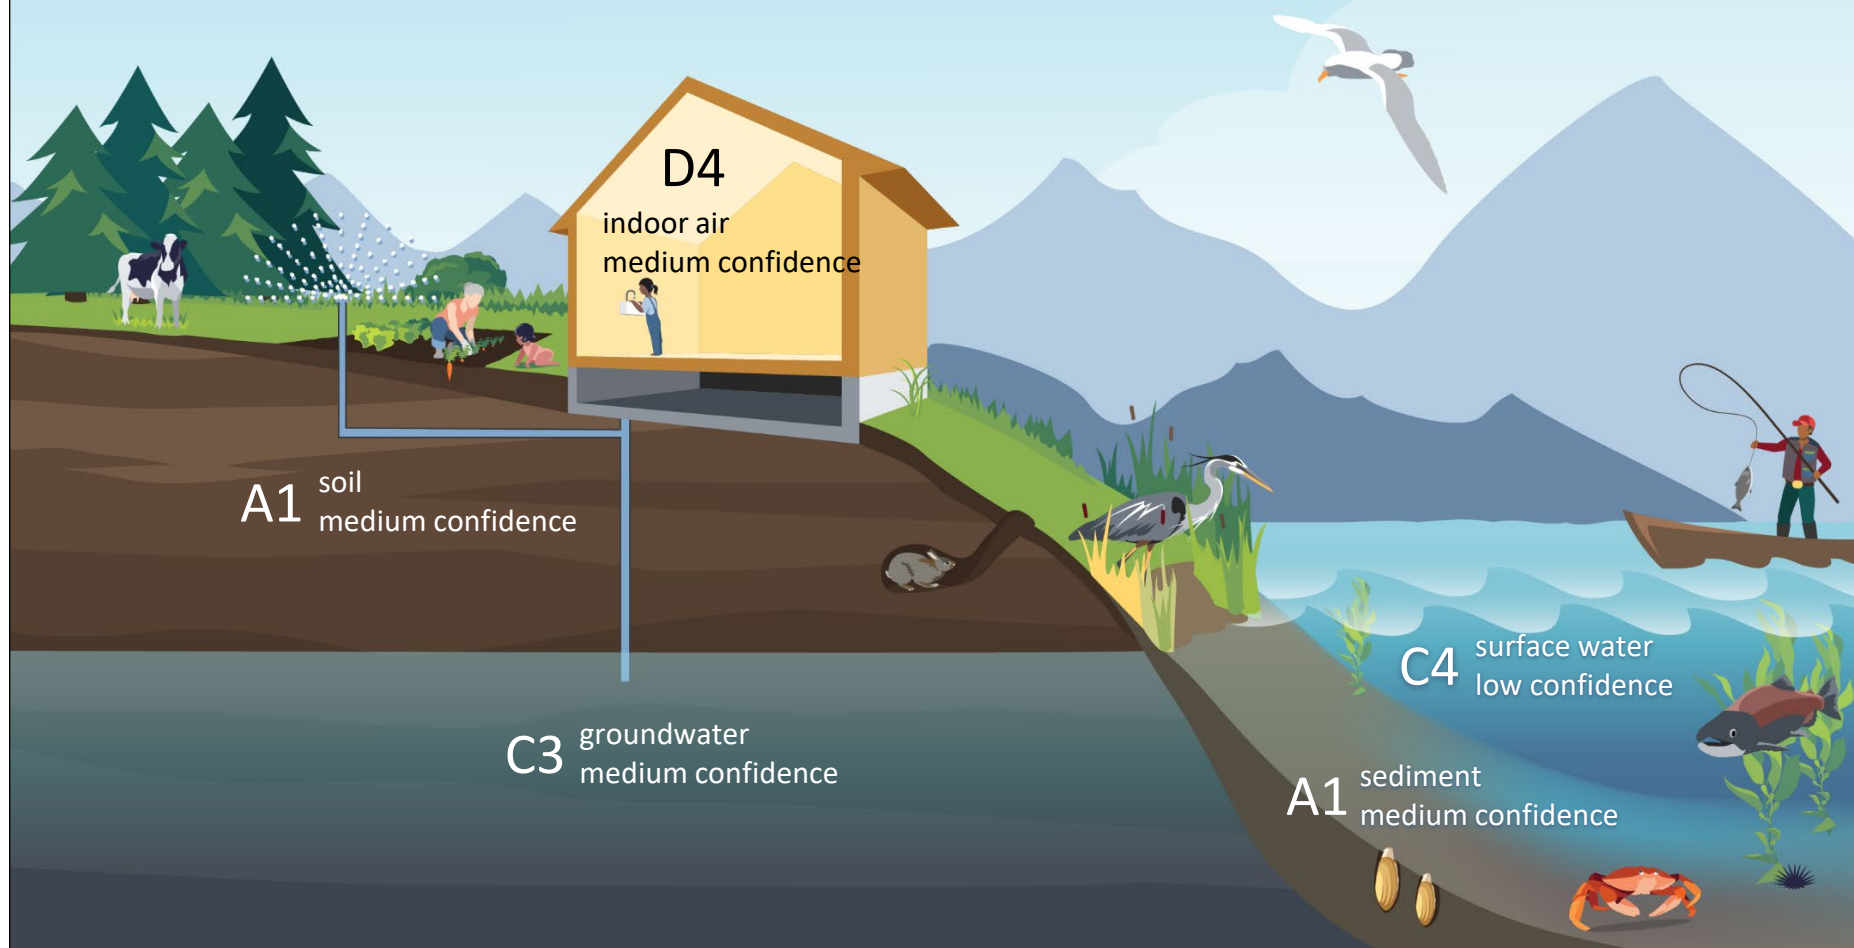 D4
indoor air
medium confidence
A1
soil
medium confidence
C4
surface water
low confidence
C3
groundwater
medium confidence
A1
sediment
medium confidence